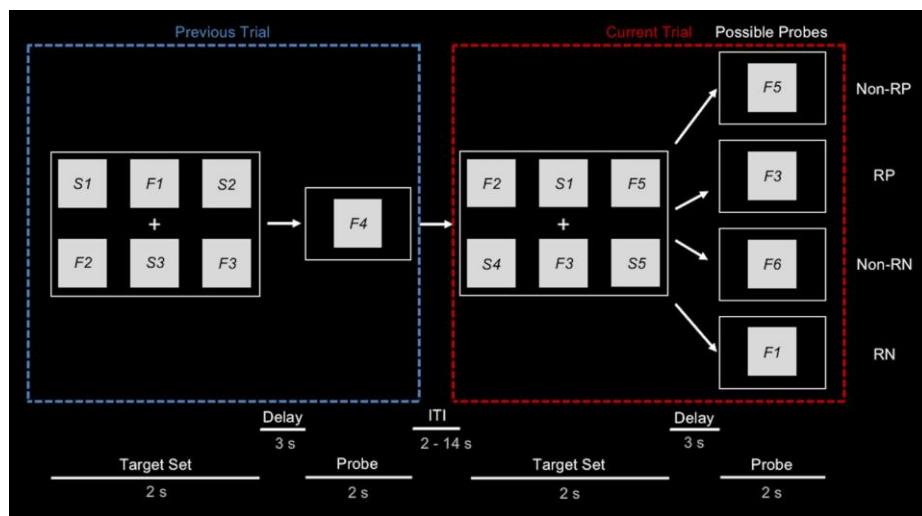 Previous Trial
Current Trial
Possible Probes
S1 F1 S2
+
F2 S3 F3
F4
F2 S1 F5
+
S4 F3 S5
F5
Non-RP
F3
RP
F6
Non-RN
F1
RN
Delay
3 s
ITI
2 - 14 s
Delay
3 s
Target Set
2 s
Probe
2 s
Target Set
2 s
Probe
2 s